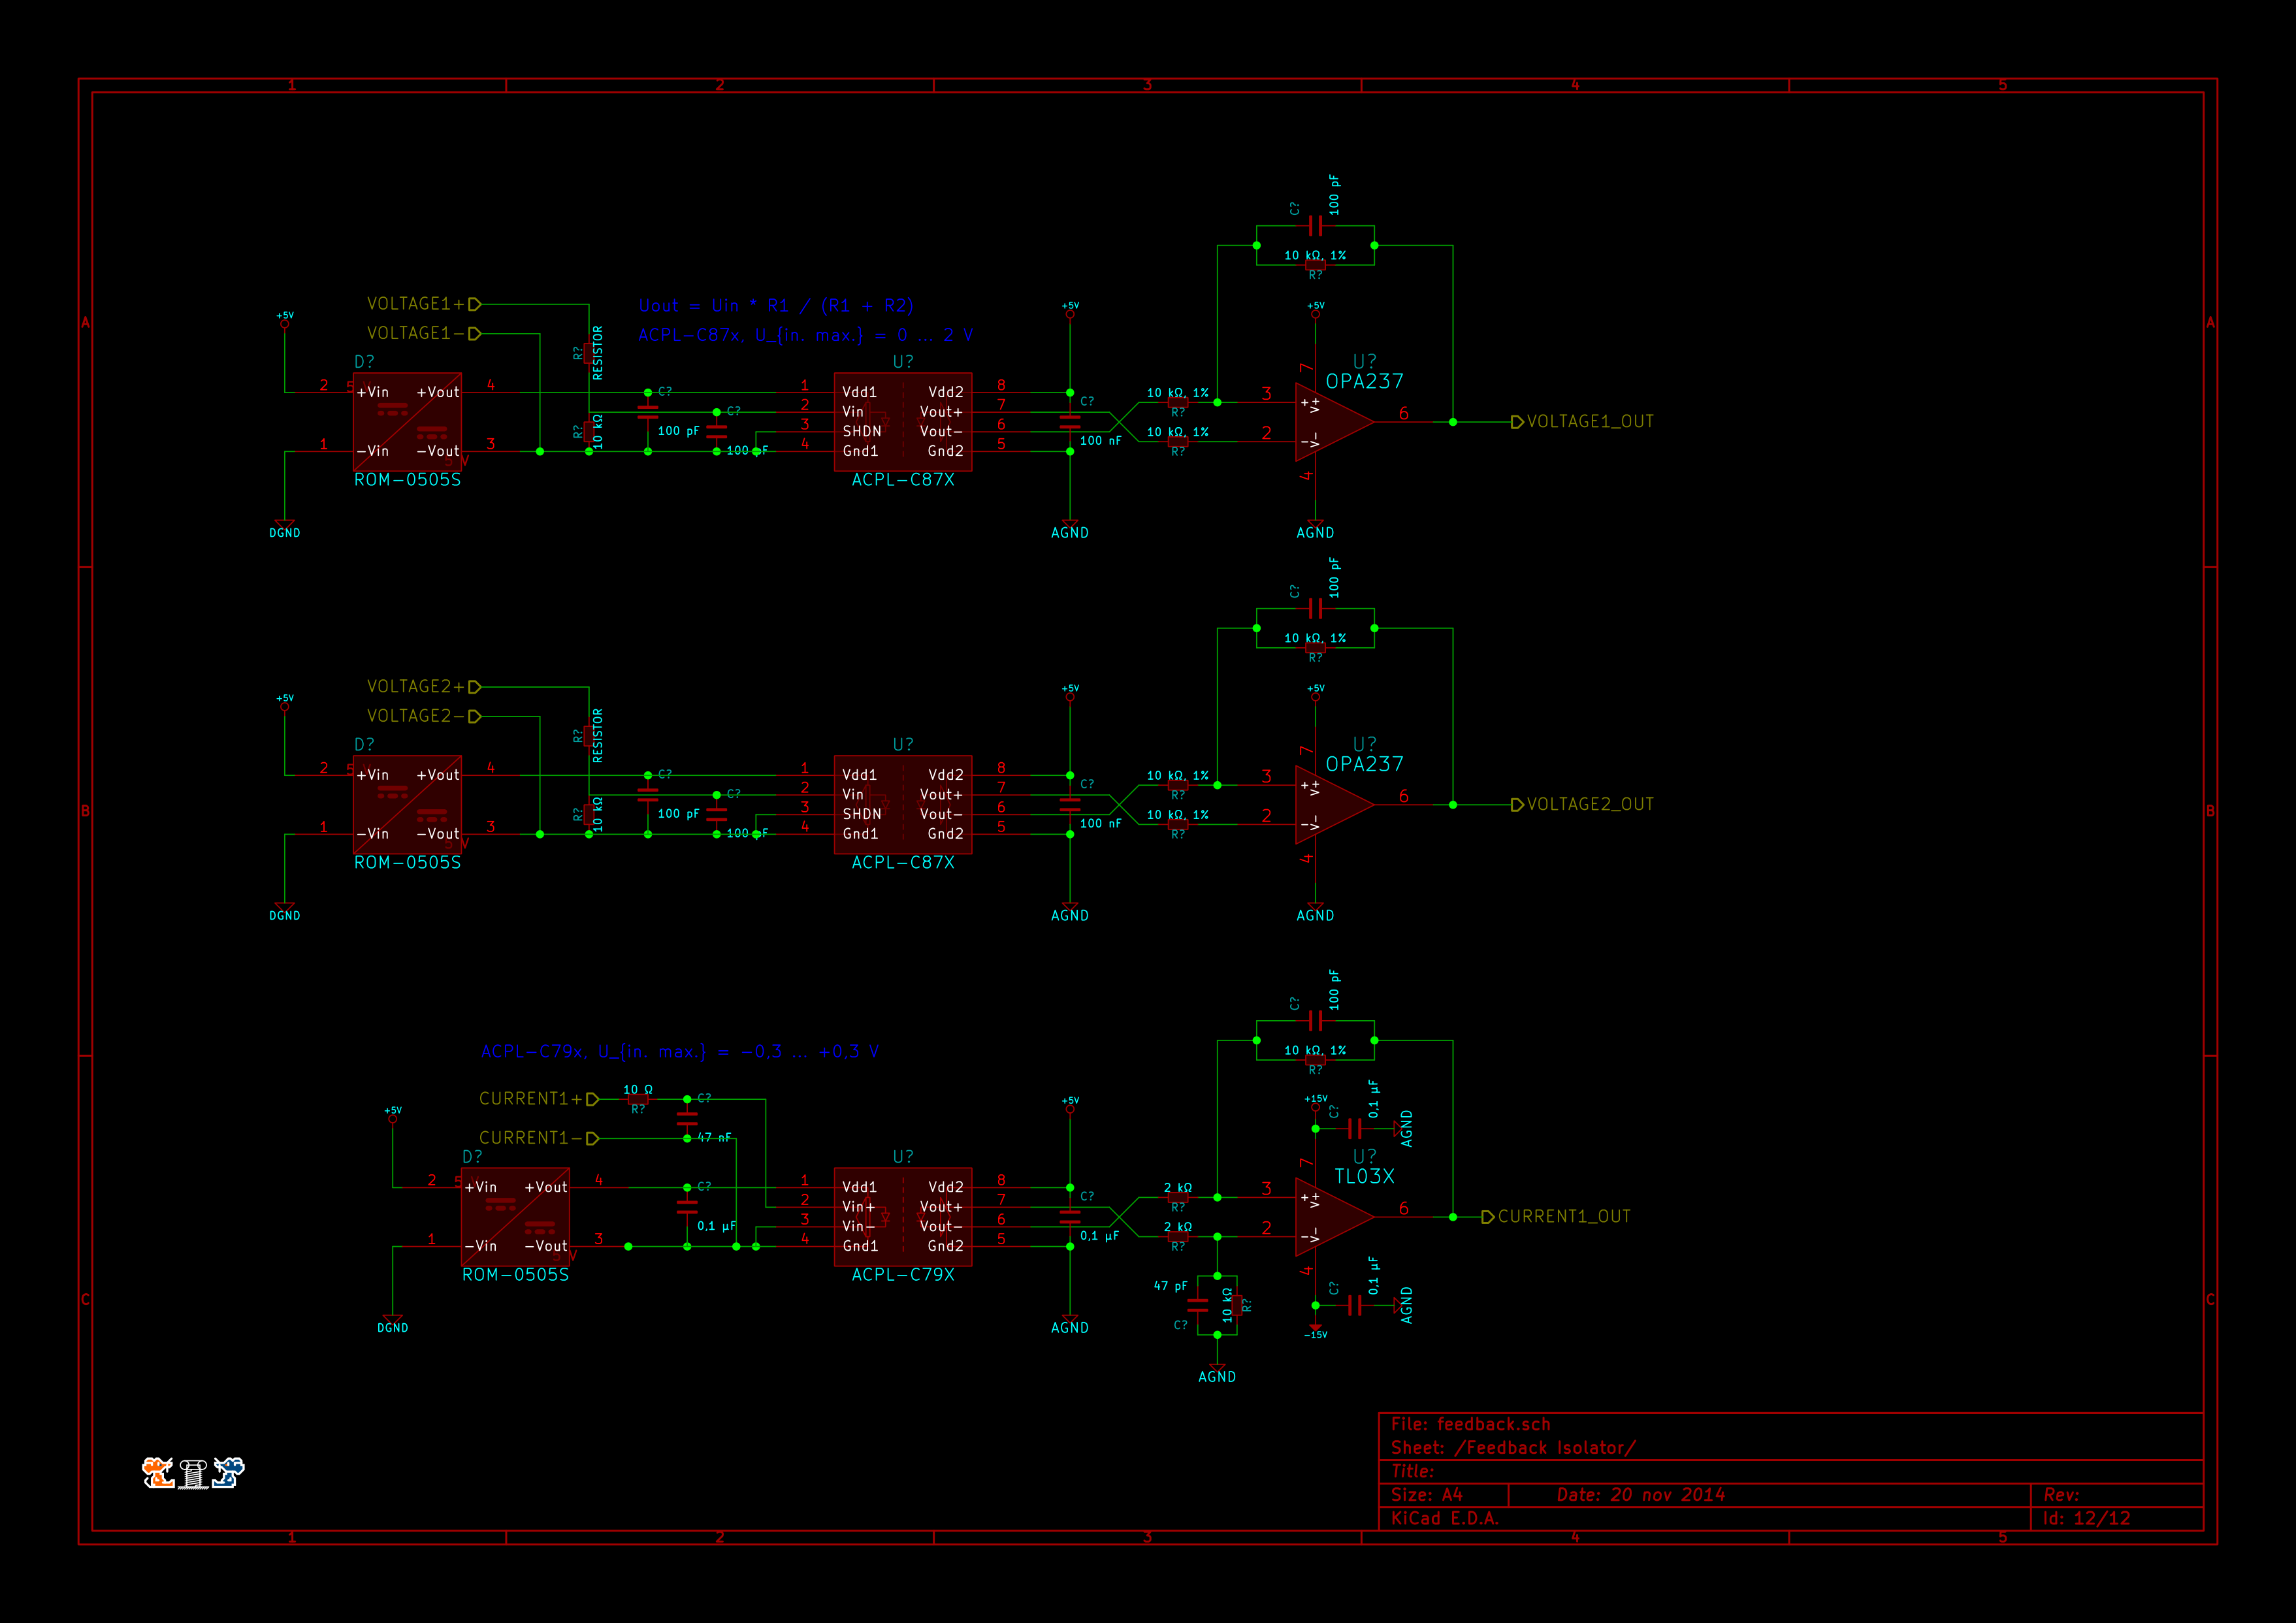 1 2 3 4 5
A
B
C
A
B
C
VOLTAGE1+
VOLTAGE1-
+5V
DGND
D?
2 +Vin +Vout 4
1 -Vin -Vout 3
ROM-0505S
R? RESISTOR
R? 10 kΩ
Uout = Uin * R1 / (R1 + R2)
ACPL-C87x, U_{in. max.} = 0 ... 2 V
C?
100 pF
C?
100 pF
U?
1 Vdd1 Vdd2 8
2 Vin Vout+ 7
3 SHDN Vout- 6
4 Gnd1 Gnd2 5
ACPL-C87X
+5V
C?
100 nF
AGND
10 kΩ, 1%
R?
10 kΩ, 1%
R?
C? 100 pF
10 kΩ, 1%
R?
+5V
U?
OPA237
7
3 + V+
2 - V-
6
4
AGND
VOLTAGE1_OUT
VOLTAGE2+
VOLTAGE2-
+5V
DGND
D?
2 +Vin +Vout 4
1 -Vin -Vout 3
ROM-0505S
R? RESISTOR
R? 10 kΩ
C?
100 pF
C?
100 pF
U?
1 Vdd1 Vdd2 8
2 Vin Vout+ 7
3 SHDN Vout- 6
4 Gnd1 Gnd2 5
ACPL-C87X
+5V
C?
100 nF
AGND
10 kΩ, 1%
R?
10 kΩ, 1%
R?
C? 100 pF
10 kΩ, 1%
R?
+5V
U?
OPA237
7
3 + V+
2 - V-
6
4
AGND
VOLTAGE2_OUT
ACPL-C79x, U_{in. max.} = -0,3 ... +0,3 V
CURRENT1+
CURRENT1-
10 Ω
R?
C?
47 nF
+5V
DGND
D?
2 +Vin +Vout 4
1 -Vin -Vout 3
ROM-0505S
C?
0,1 µF
U?
1 Vdd1 Vdd2 8
2 Vin+ Vout+ 7
3 Vin- Vout- 6
4 Gnd1 Gnd2 5
ACPL-C79X
+5V
C?
0,1 µF
AGND
2 kΩ
R?
2 kΩ
R?
47 pF
C?
10 kΩ
R?
AGND
C? 100 pF
10 kΩ, 1%
R?
+15V
C? 0,1 µF
AGND
U?
TL03X
7
3 + V+
2 - V-
6
4
C? 0,1 µF
AGND
-15V
CURRENT1_OUT
File: feedback.sch
Sheet: /Feedback Isolator/
Title:
Size: A4 Date: 20 nov 2014 Rev:
KiCad E.D.A. Id: 12/12
1 2 3 4 5